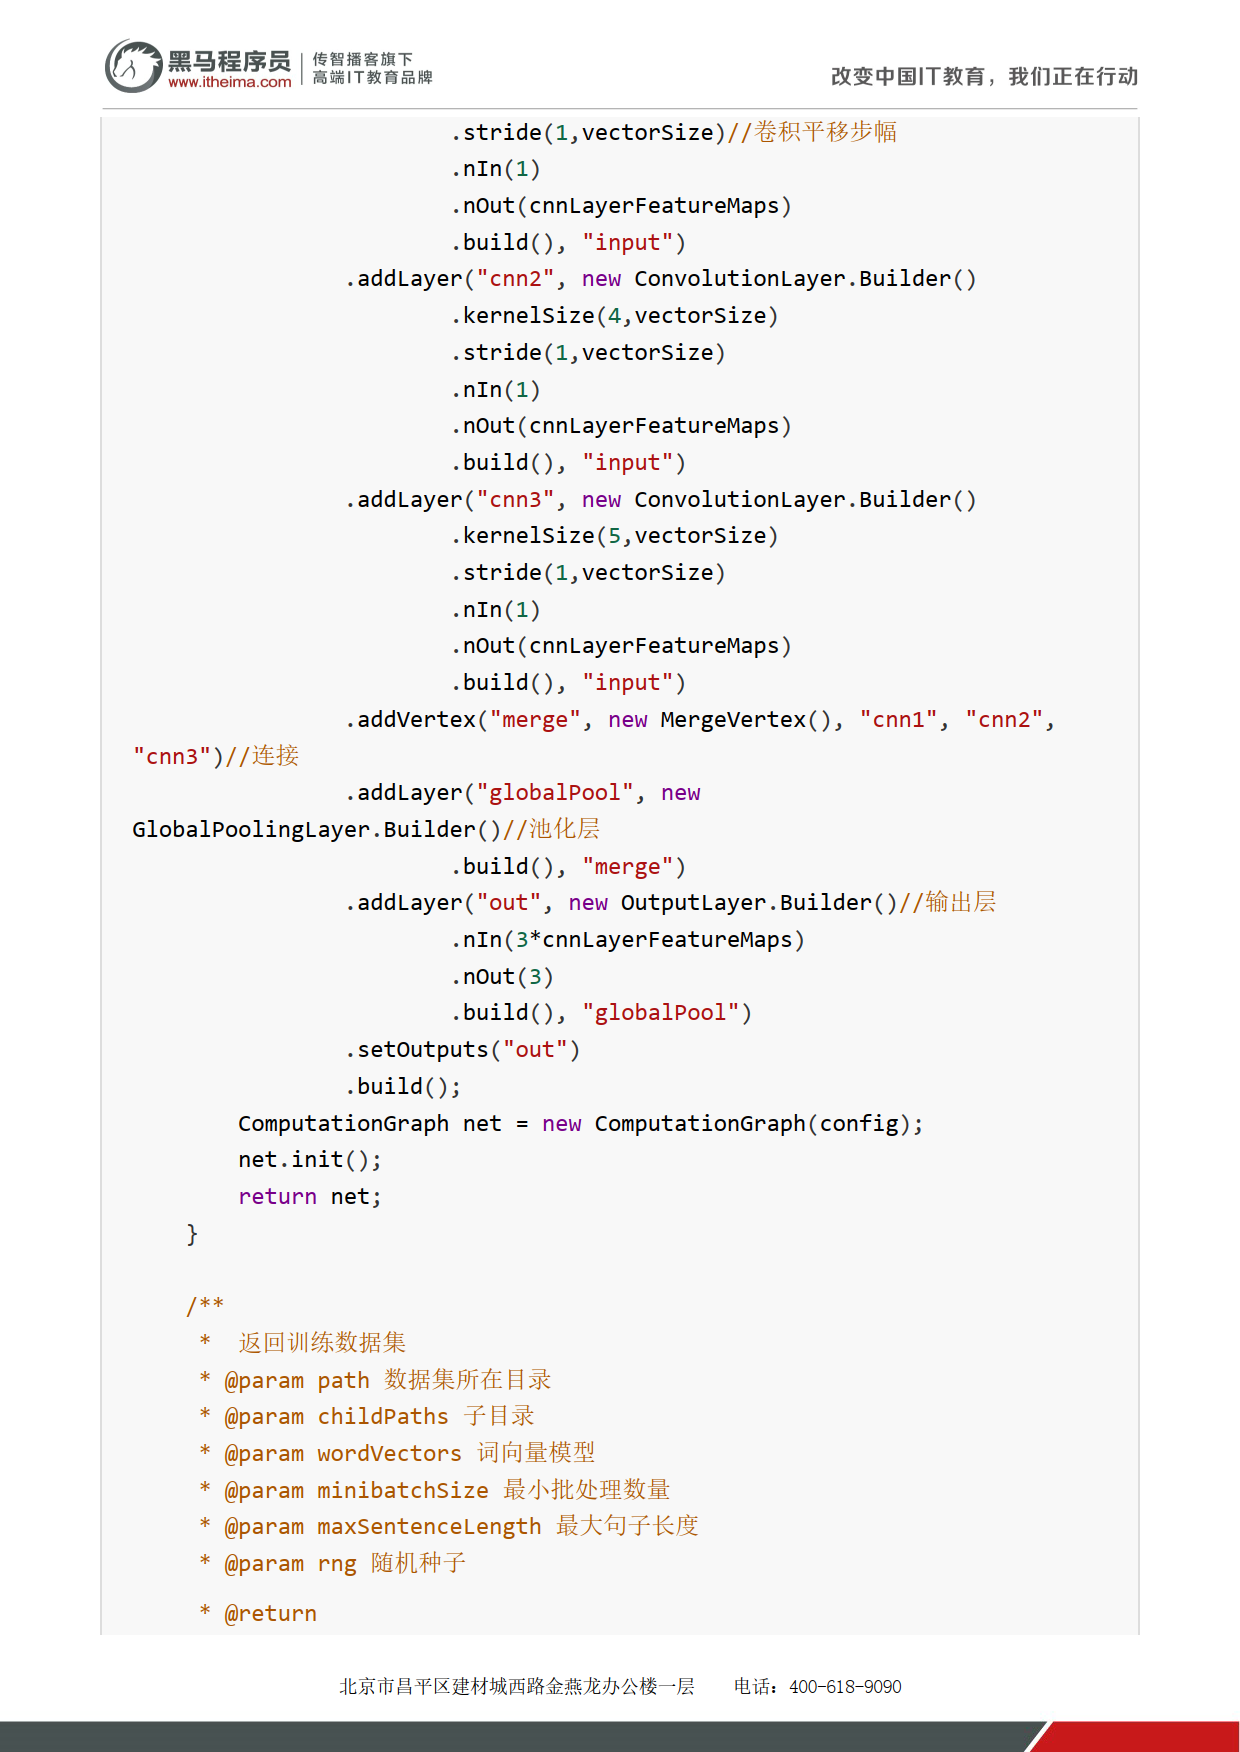 黑马程序员
www.itheima.com
传智播客旗下
高端IT教育品牌
改变中国IT教育，我们正在行动
.stride(1,vectorSize)//卷积平移步幅
.nIn(1)
.nOut(cnnLayerFeatureMaps)
.build(), "input")
.addLayer("cnn2", new ConvolutionLayer.Builder()
.kernelSize(4,vectorSize)
.stride(1,vectorSize)
.nIn(1)
.nOut(cnnLayerFeatureMaps)
.build(), "input")
.addLayer("cnn3", new ConvolutionLayer.Builder()
.kernelSize(5,vectorSize)
.stride(1,vectorSize)
.nIn(1)
.nOut(cnnLayerFeatureMaps)
.build(), "input")
.addVertex("merge", new MergeVertex(), "cnn1", "cnn2",
"cnn3")//连接
.addLayer("globalPool", new
GlobalPoolingLayer.Builder()//池化层
.build(), "merge")
.addLayer("out", new OutputLayer.Builder()//输出层
.nIn(3*cnnLayerFeatureMaps)
.nOut(3)
.build(), "globalPool")
.setOutputs("out")
.build();
ComputationGraph net = new ComputationGraph(config);
net.init();
return net;
}
/**
* 返回训练数据集
* @param path 数据集所在目录
* @param childPaths 子目录
* @param wordVectors 词向量模型
* @param minibatchSize 最小批处理数量
* @param maxSentenceLength 最大句子长度
* @param rng 随机种子
* @return
北京市昌平区建材城西路金燕龙办公楼一层 电话：400-618-9090